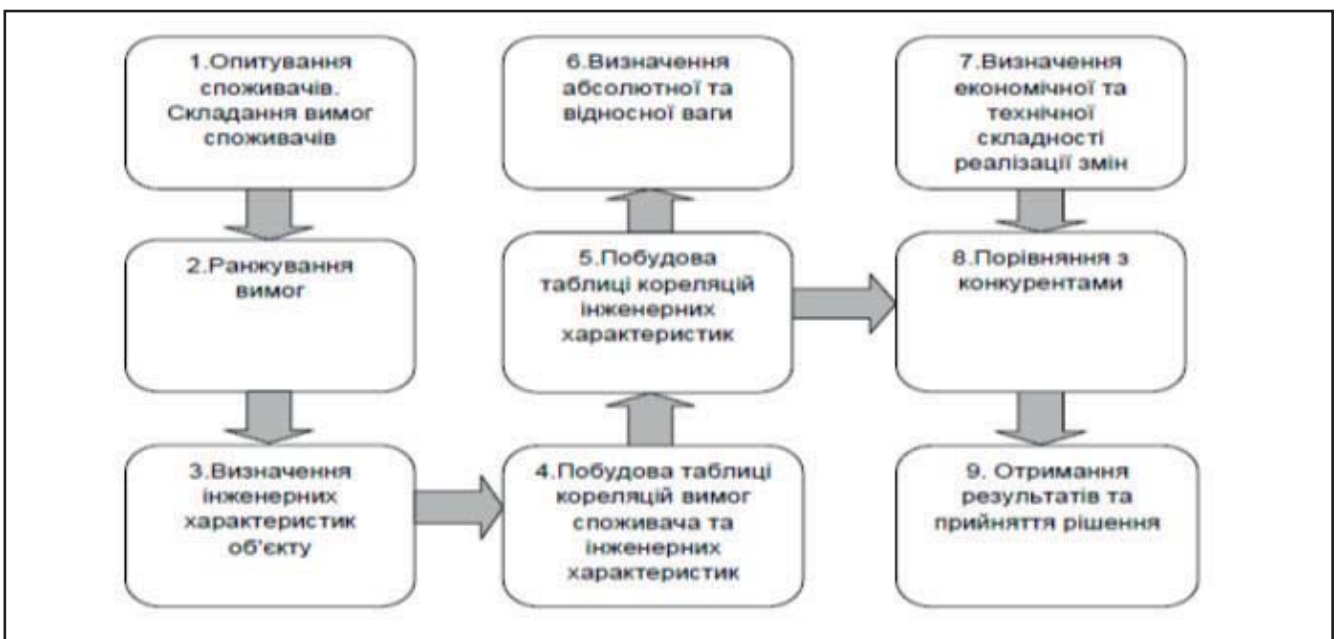 1.Опитування
споживачів.
Складання вимог
споживачів
2.Ранжування
вимог
3.Визначення
інженерних
характеристик
об'єкту
4.Побудова таблиці
кореляцій вимог
споживача та
інженерних
характеристик
5.Побудова
таблиці кореляцій
інженерних
характеристик
6.Визначення
абсолютної та
відносної ваги
7.Визначення
економічної та
технічної
складності
реалізації змін
8.Порівняння з
конкурентами
9. Отримання
результатів та
прийняття рішення